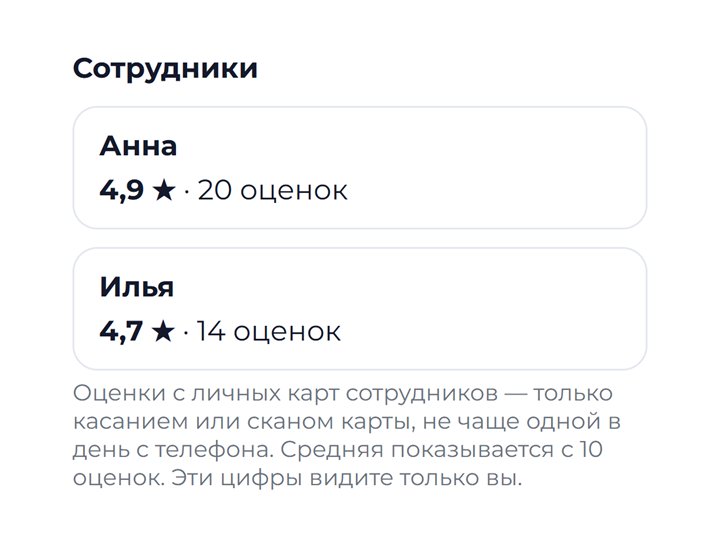 Сотрудники
Анна
4,9 ★ · 20 оценок
Илья
4,7 ★ · 14 оценок
Оценки с личных карт сотрудников — только
касанием или сканом карты, не чаще одной в
день с телефона. Средняя показывается с 10
оценок. Эти цифры видите только вы.